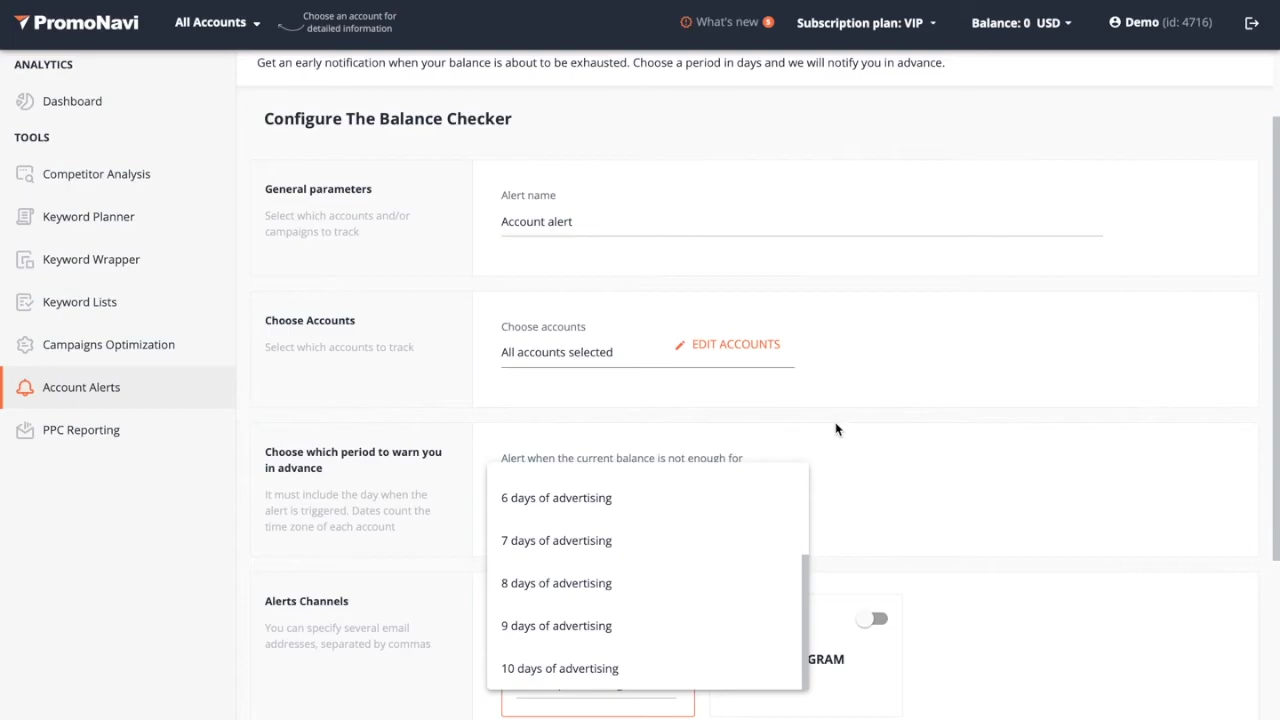 PromoNavi
All Accounts
Choose an account for
detailed information
What's new 5
Subscription plan: VIP
Balance: 0 USD
Demo (id: 4716)
ANALYTICS
Dashboard
TOOLS
Competitor Analysis
Keyword Planner
Keyword Wrapper
Keyword Lists
Campaigns Optimization
Account Alerts
PPC Reporting
Get an early notification when your balance is about to be exhausted. Choose a period in days and we will notify you in advance.
Configure The Balance Checker
General parameters
Select which accounts and/or
campaigns to track
Alert name
Account alert
Choose Accounts
Select which accounts to track
Choose accounts
All accounts selected
EDIT ACCOUNTS
Choose which period to warn you
in advance
It must include the day when the
alert is triggered. Dates count the
time zone of each account
Alert when the current balance is not enough for
6 days of advertising
7 days of advertising
8 days of advertising
9 days of advertising
10 days of advertising
Alerts Channels
You can specify several email
addresses, separated by commas
GRAM